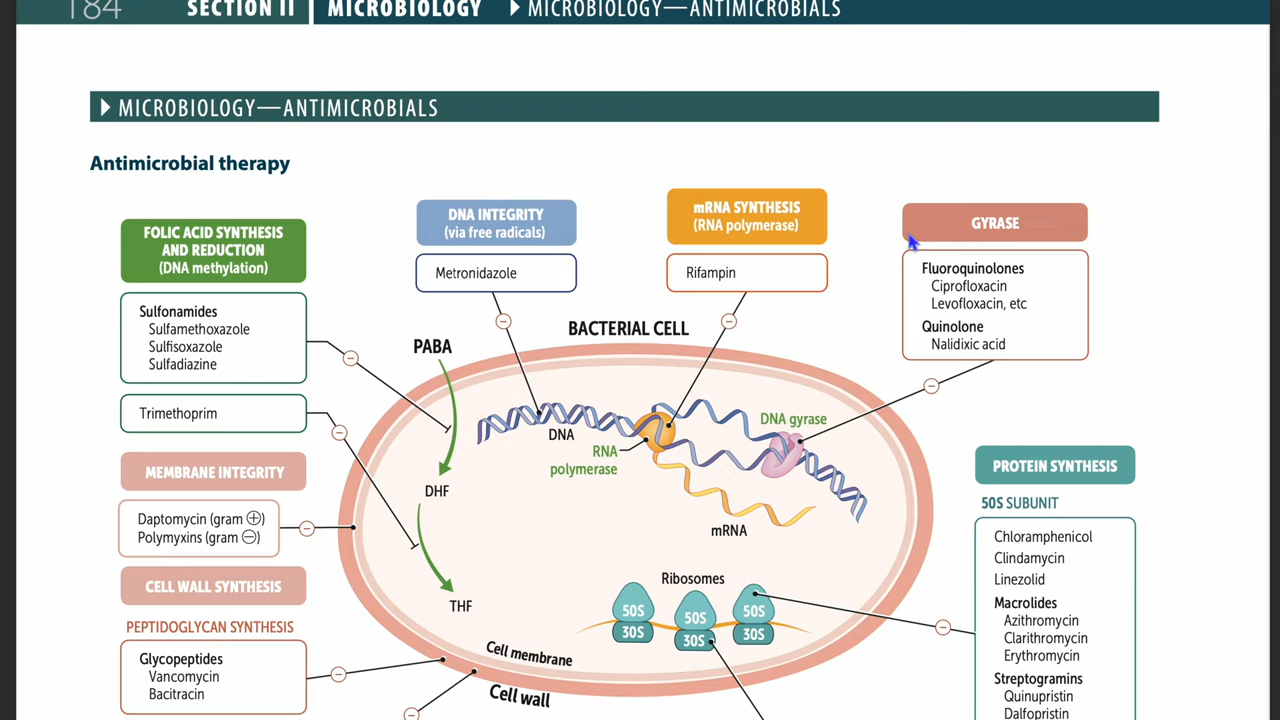 184 SECTION II MICROBIOLOGY MICROBIOLOGY—ANTIMICROBIALS
MICROBIOLOGY—ANTIMICROBIALS
Antimicrobial therapy
FOLIC ACID SYNTHESIS
AND REDUCTION
(DNA methylation)
Sulfonamides
Sulfamethoxazole
Sulfisoxazole
Sulfadiazine
Trimethoprim
MEMBRANE INTEGRITY
Daptomycin (gram ⊕)
Polymyxins (gram ⊖)
CELL WALL SYNTHESIS
PEPTIDOGLYCAN SYNTHESIS
Glycopeptides
Vancomycin
Bacitracin
DNA INTEGRITY
(via free radicals)
Metronidazole
mRNA SYNTHESIS
(RNA polymerase)
Rifampin
GYRASE
Fluoroquinolones
Ciprofloxacin
Levofloxacin, etc
Quinolone
Nalidixic acid
BACTERIAL CELL
PABA
DHF
THF
DNA
RNA
polymerase
DNA gyrase
mRNA
Ribosomes
50S
30S
50S
30S
50S
30S
Cell membrane
Cell wall
PROTEIN SYNTHESIS
50S SUBUNIT
Chloramphenicol
Clindamycin
Linezolid
Macrolides
Azithromycin
Clarithromycin
Erythromycin
Streptogramins
Quinupristin
Dalfopristin